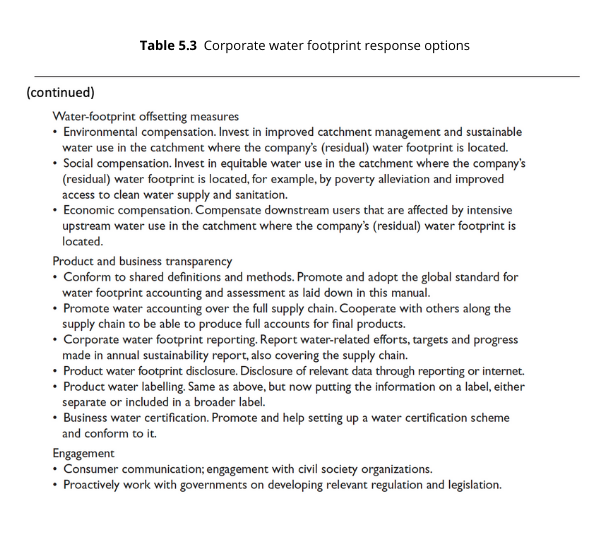 Table 5.3 Corporate water footprint response options
(continued)
Water-footprint offsetting measures
• Environmental compensation. Invest in improved catchment management and sustainable
water use in the catchment where the company's (residual) water footprint is located.
• Social compensation. Invest in equitable water use in the catchment where the company's
(residual) water footprint is located, for example, by poverty alleviation and improved
access to clean water supply and sanitation.
• Economic compensation. Compensate downstream users that are affected by intensive
upstream water use in the catchment where the company's (residual) water footprint is
located.
Product and business transparency
• Conform to shared definitions and methods. Promote and adopt the global standard for
water footprint accounting and assessment as laid down in this manual.
• Promote water accounting over the full supply chain. Cooperate with others along the
supply chain to be able to produce full accounts for final products.
• Corporate water footprint reporting. Report water-related efforts, targets and progress
made in annual sustainability report, also covering the supply chain.
• Product water footprint disclosure. Disclosure of relevant data through reporting or internet.
• Product water labelling. Same as above, but now putting the information on a label, either
separate or included in a broader label.
• Business water certification. Promote and help setting up a water certification scheme
and conform to it.
Engagement
• Consumer communication; engagement with civil society organizations.
• Proactively work with governments on developing relevant regulation and legislation.